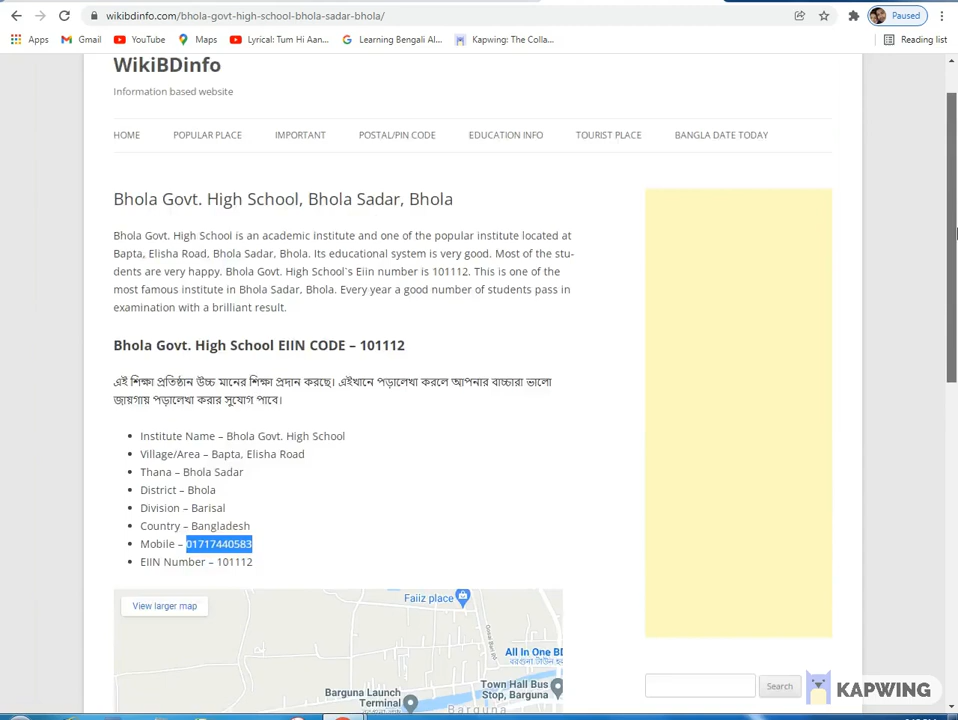 wikibdinfo.com/bhola-govt-high-school-bhola-sadar-bhola/
Paused
Apps Gmail YouTube Maps Lyrical: Tum Hi Aan... Learning Bengali Al... Kapwing: The Colla... Reading list
WikiBDinfo
Information based website
HOME POPULAR PLACE IMPORTANT POSTAL/PIN CODE EDUCATION INFO TOURIST PLACE BANGLA DATE TODAY
Bhola Govt. High School, Bhola Sadar, Bhola
Bhola Govt. High School is an academic institute and one of the popular institute located at
Bapta, Elisha Road, Bhola Sadar, Bhola. Its educational system is very good. Most of the stu-
dents are very happy. Bhola Govt. High School`s Eiin number is 101112. This is one of the
most famous institute in Bhola Sadar, Bhola. Every year a good number of students pass in
examination with a brilliant result.
Bhola Govt. High School EIIN CODE – 101112
এই শিক্ষা প্রতিষ্ঠান উচ্চ মানের শিক্ষা প্রদান করছে। এইখানে পড়ালেখা করলে আপনার বাচ্চারা ভালো
জায়গায় পড়ালেখা করার সুযোগ পাবে।
• Institute Name – Bhola Govt. High School
• Village/Area – Bapta, Elisha Road
• Thana – Bhola Sadar
• District – Bhola
• Division – Barisal
• Country – Bangladesh
• Mobile – 01717440583
• EIIN Number – 101112
View larger map
Faiiz place
All In One BD
Town Hall Bus
Stop, Barguna
Barguna Launch
Terminal
Barguna
Search
KAPWING